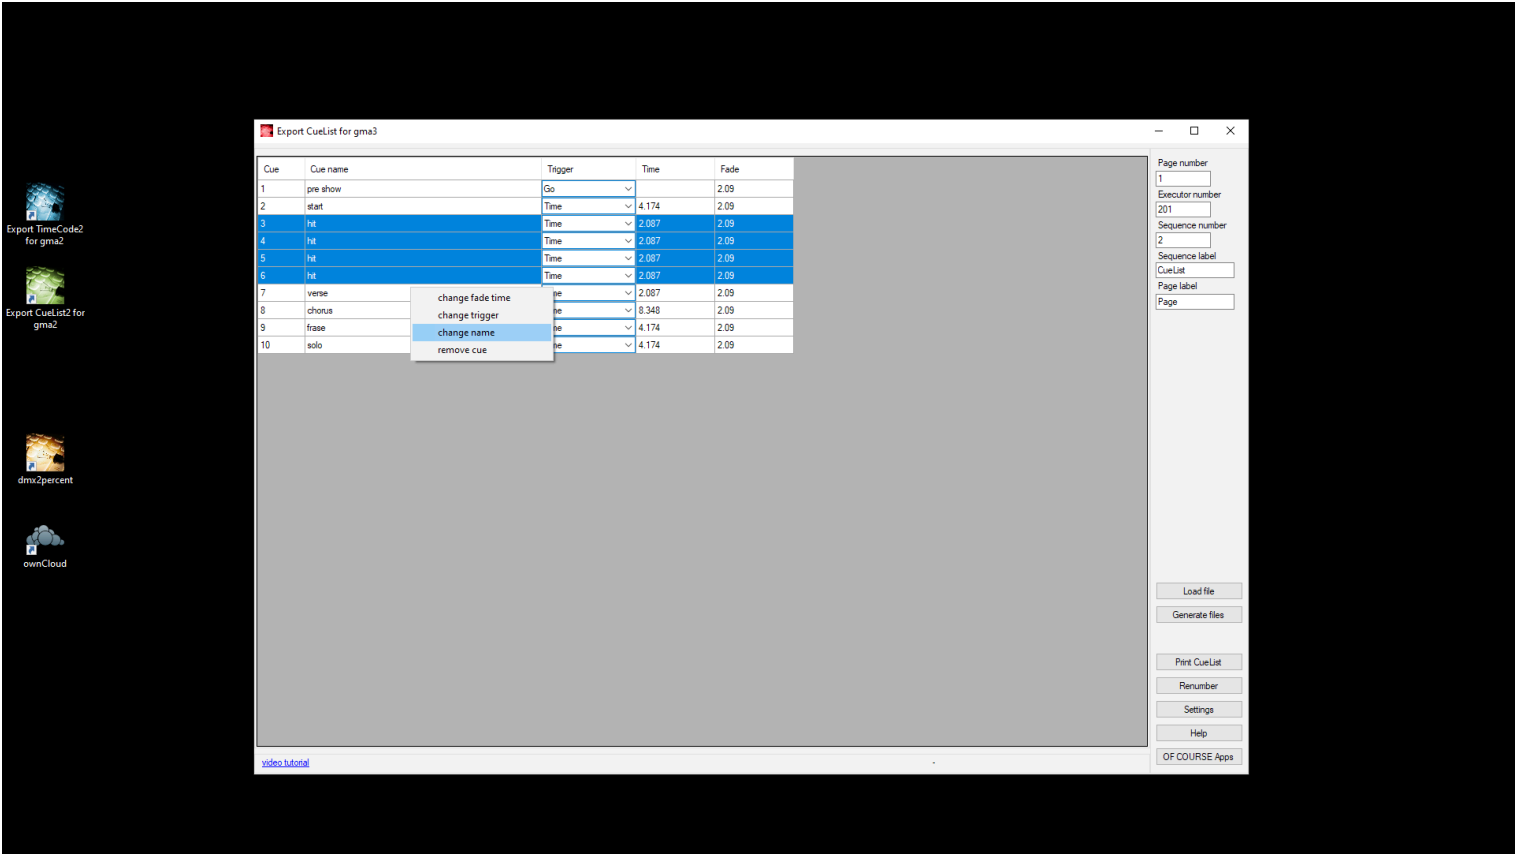 Export TimeCode2
for gma2
Export CueList2 for
gma2
dmx2percent
ownCloud
Export CueList for gma3
Cue Cue name Trigger Time Fade
1 pre show Go 2.09
2 start Time 4.174 2.09
3 hit Time 2.087 2.09
4 hit Time 2.087 2.09
5 hit Time 2.087 2.09
6 hit Time 2.087 2.09
7 verse me 2.087 2.09
8 chorus me 8.348 2.09
9 frase me 4.174 2.09
10 solo me 4.174 2.09
change fade time
change trigger
change name
remove cue
Page number
1
Executor number
201
Sequence number
2
Sequence label
CueList
Page label
Page
Load file
Generate files
Print CueList
Renumber
Settings
Help
OF COURSE Apps
video tutorial
-